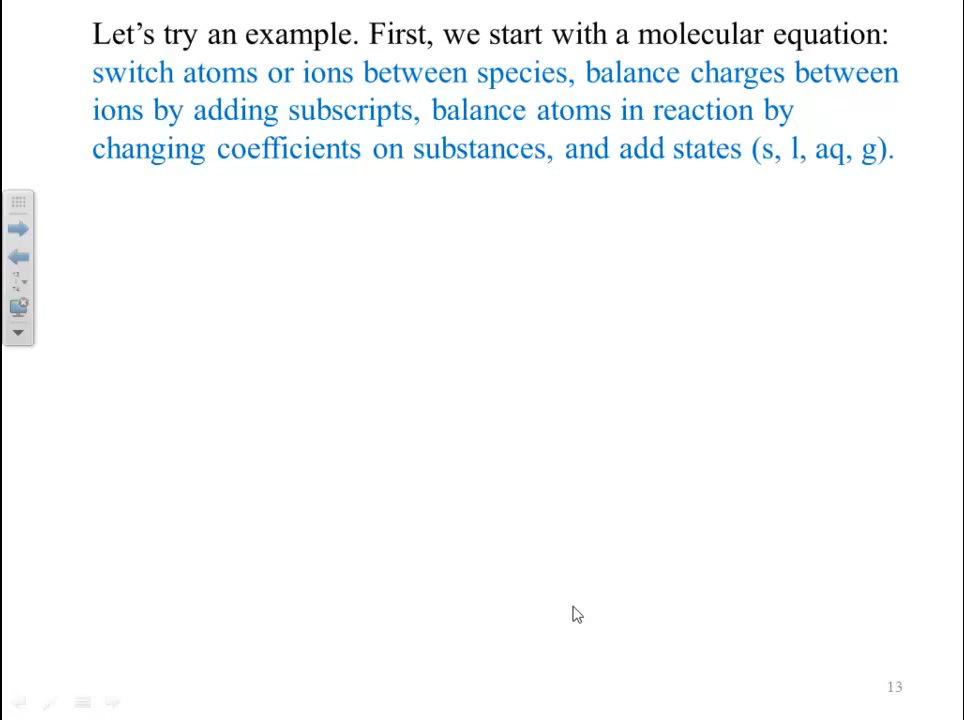 Let’s try an example. First, we start with a molecular equation:
switch atoms or ions between species, balance charges between
ions by adding subscripts, balance atoms in reaction by
changing coefficients on substances, and add states (s, l, aq, g).
13